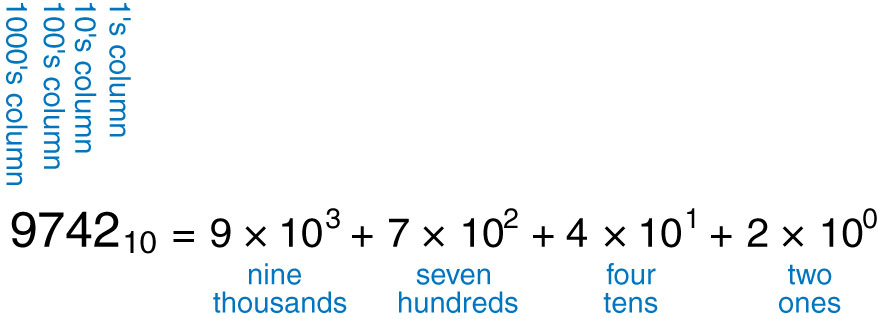 1000's column
100's column
10's column
1's column
9742₁₀ = 9 × 10³ + 7 × 10² + 4 × 10¹ + 2 × 10⁰
nine thousands
seven hundreds
four tens
two ones